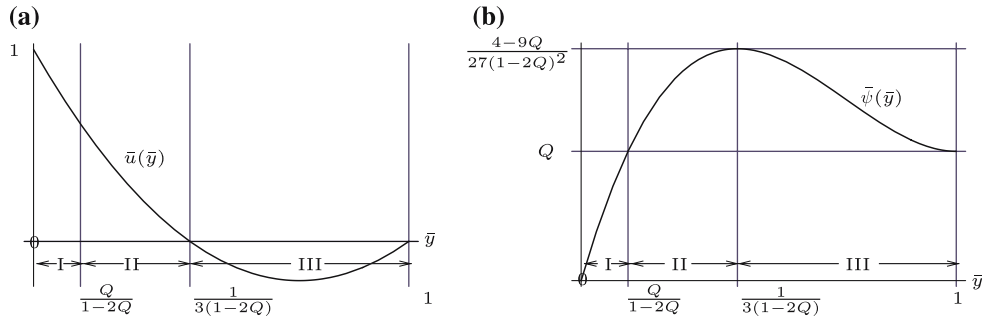 (a)
1
ū(ȳ)
0
ȳ
I II III
Q/(1−2Q)
1/(3(1−2Q))
1
(b)
(4−9Q)/(27(1−2Q)²)
ψ̄(ȳ)
Q
I II III
0
ȳ
Q/(1−2Q)
1/(3(1−2Q))
1